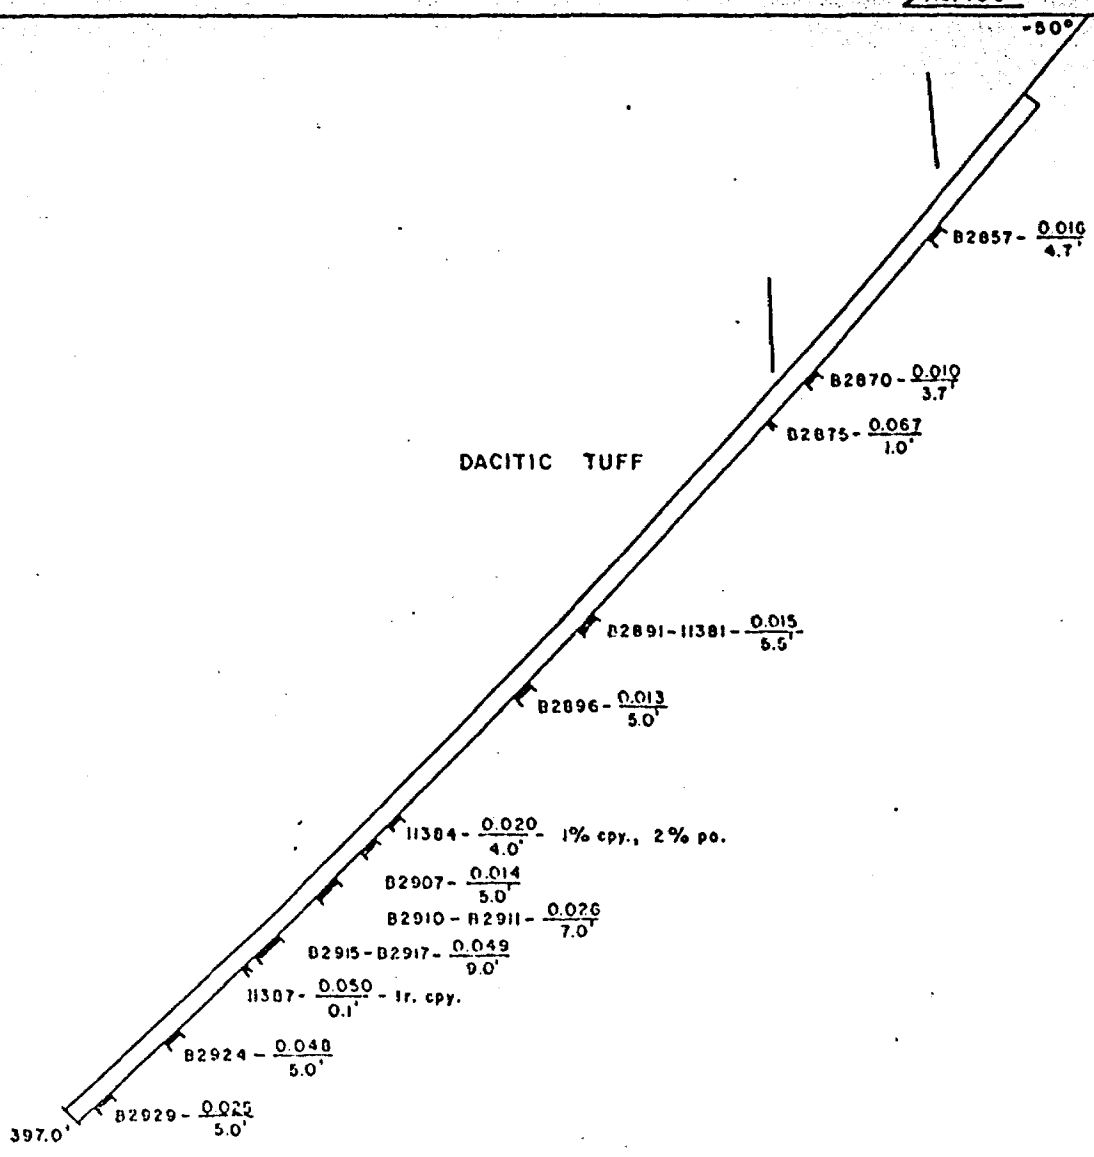 -50°
B2857- 0.016
4.7'
B2870- 0.010
3.7'
B2875- 0.067
1.0'
DACITIC TUFF
B2891-11381- 0.015
5.5'
B2896- 0.013
5.0'
11384- 0.020 - 1% cpy., 2% po.
4.0'
B2907- 0.014
5.0'
B2910-B2911- 0.026
7.0'
B2915-B2917- 0.049
9.0'
11387- 0.050 - tr. cpy.
0.1'
B2924- 0.048
5.0'
B2929- 0.025
5.0'
397.0'